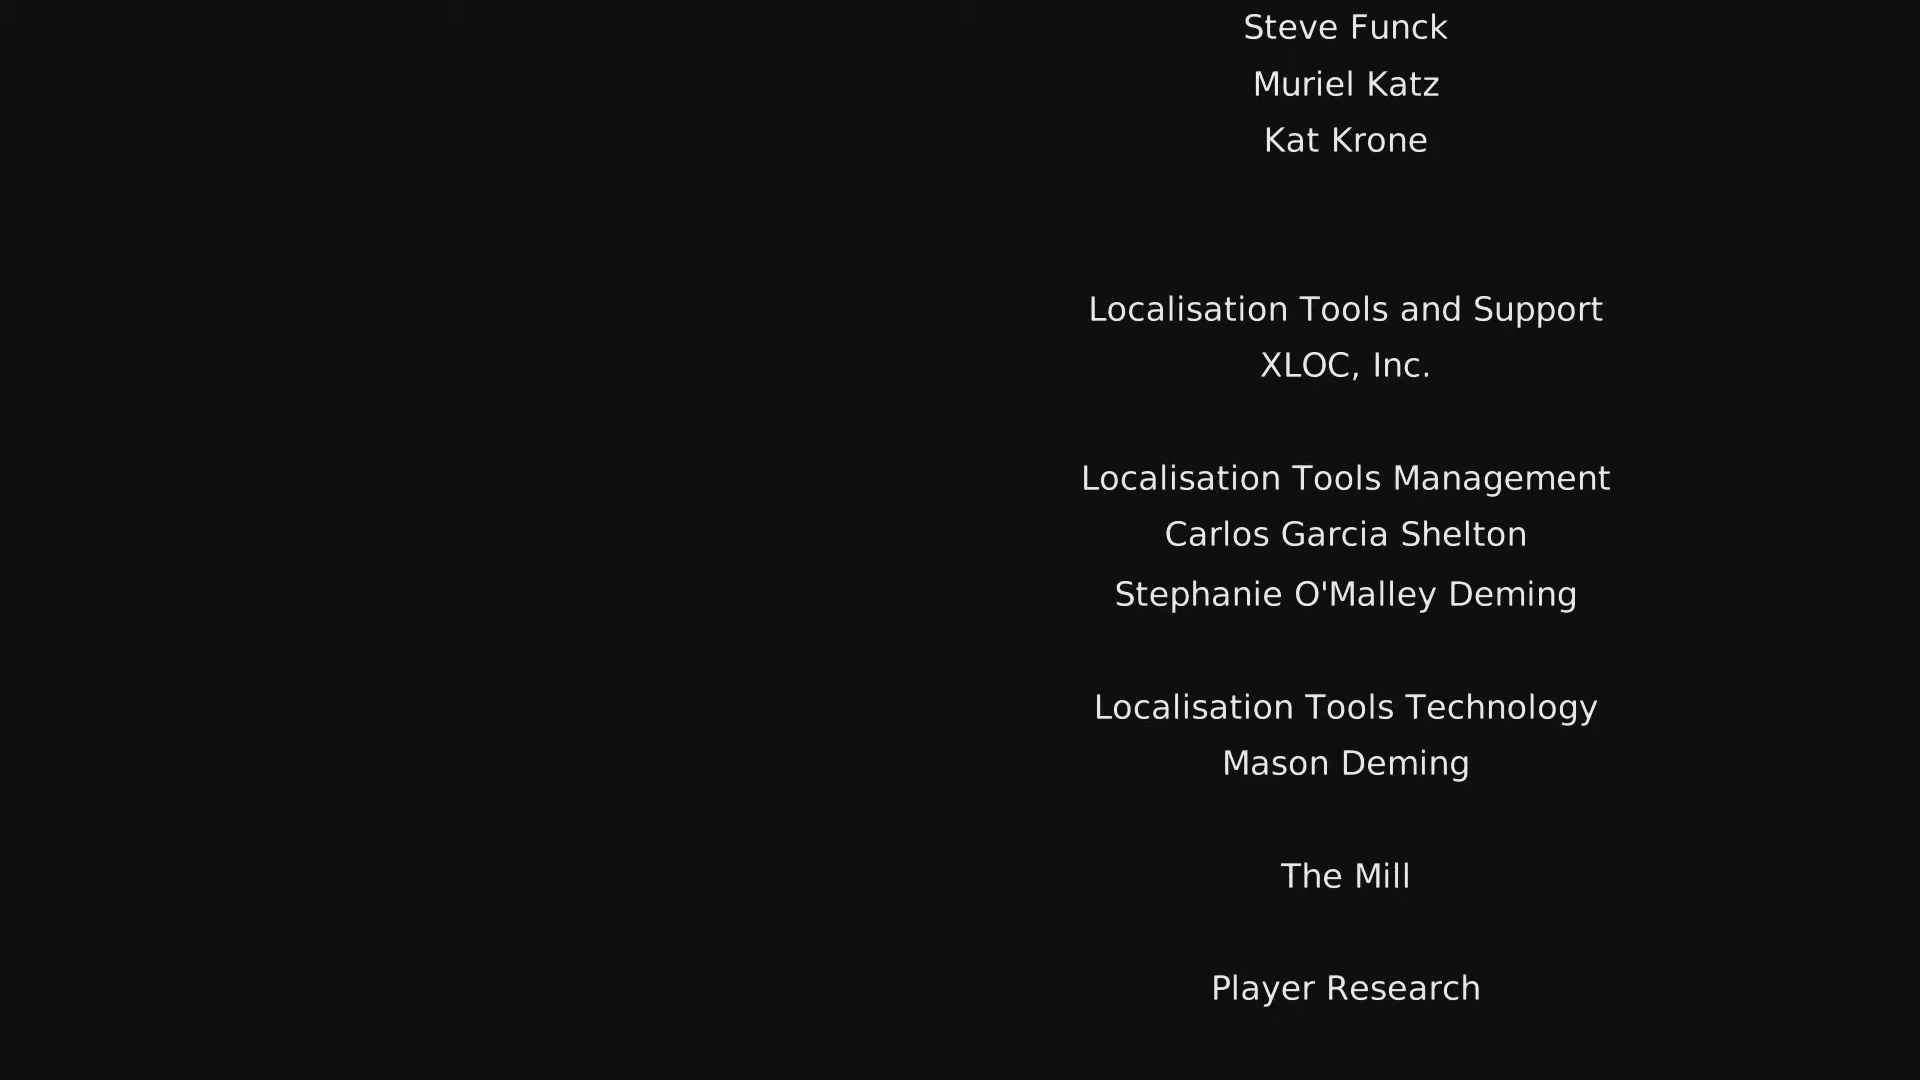 Steve Funck
Muriel Katz
Kat Krone
Localisation Tools and Support
XLOC, Inc.
Localisation Tools Management
Carlos Garcia Shelton
Stephanie O'Malley Deming
Localisation Tools Technology
Mason Deming
The Mill
Player Research